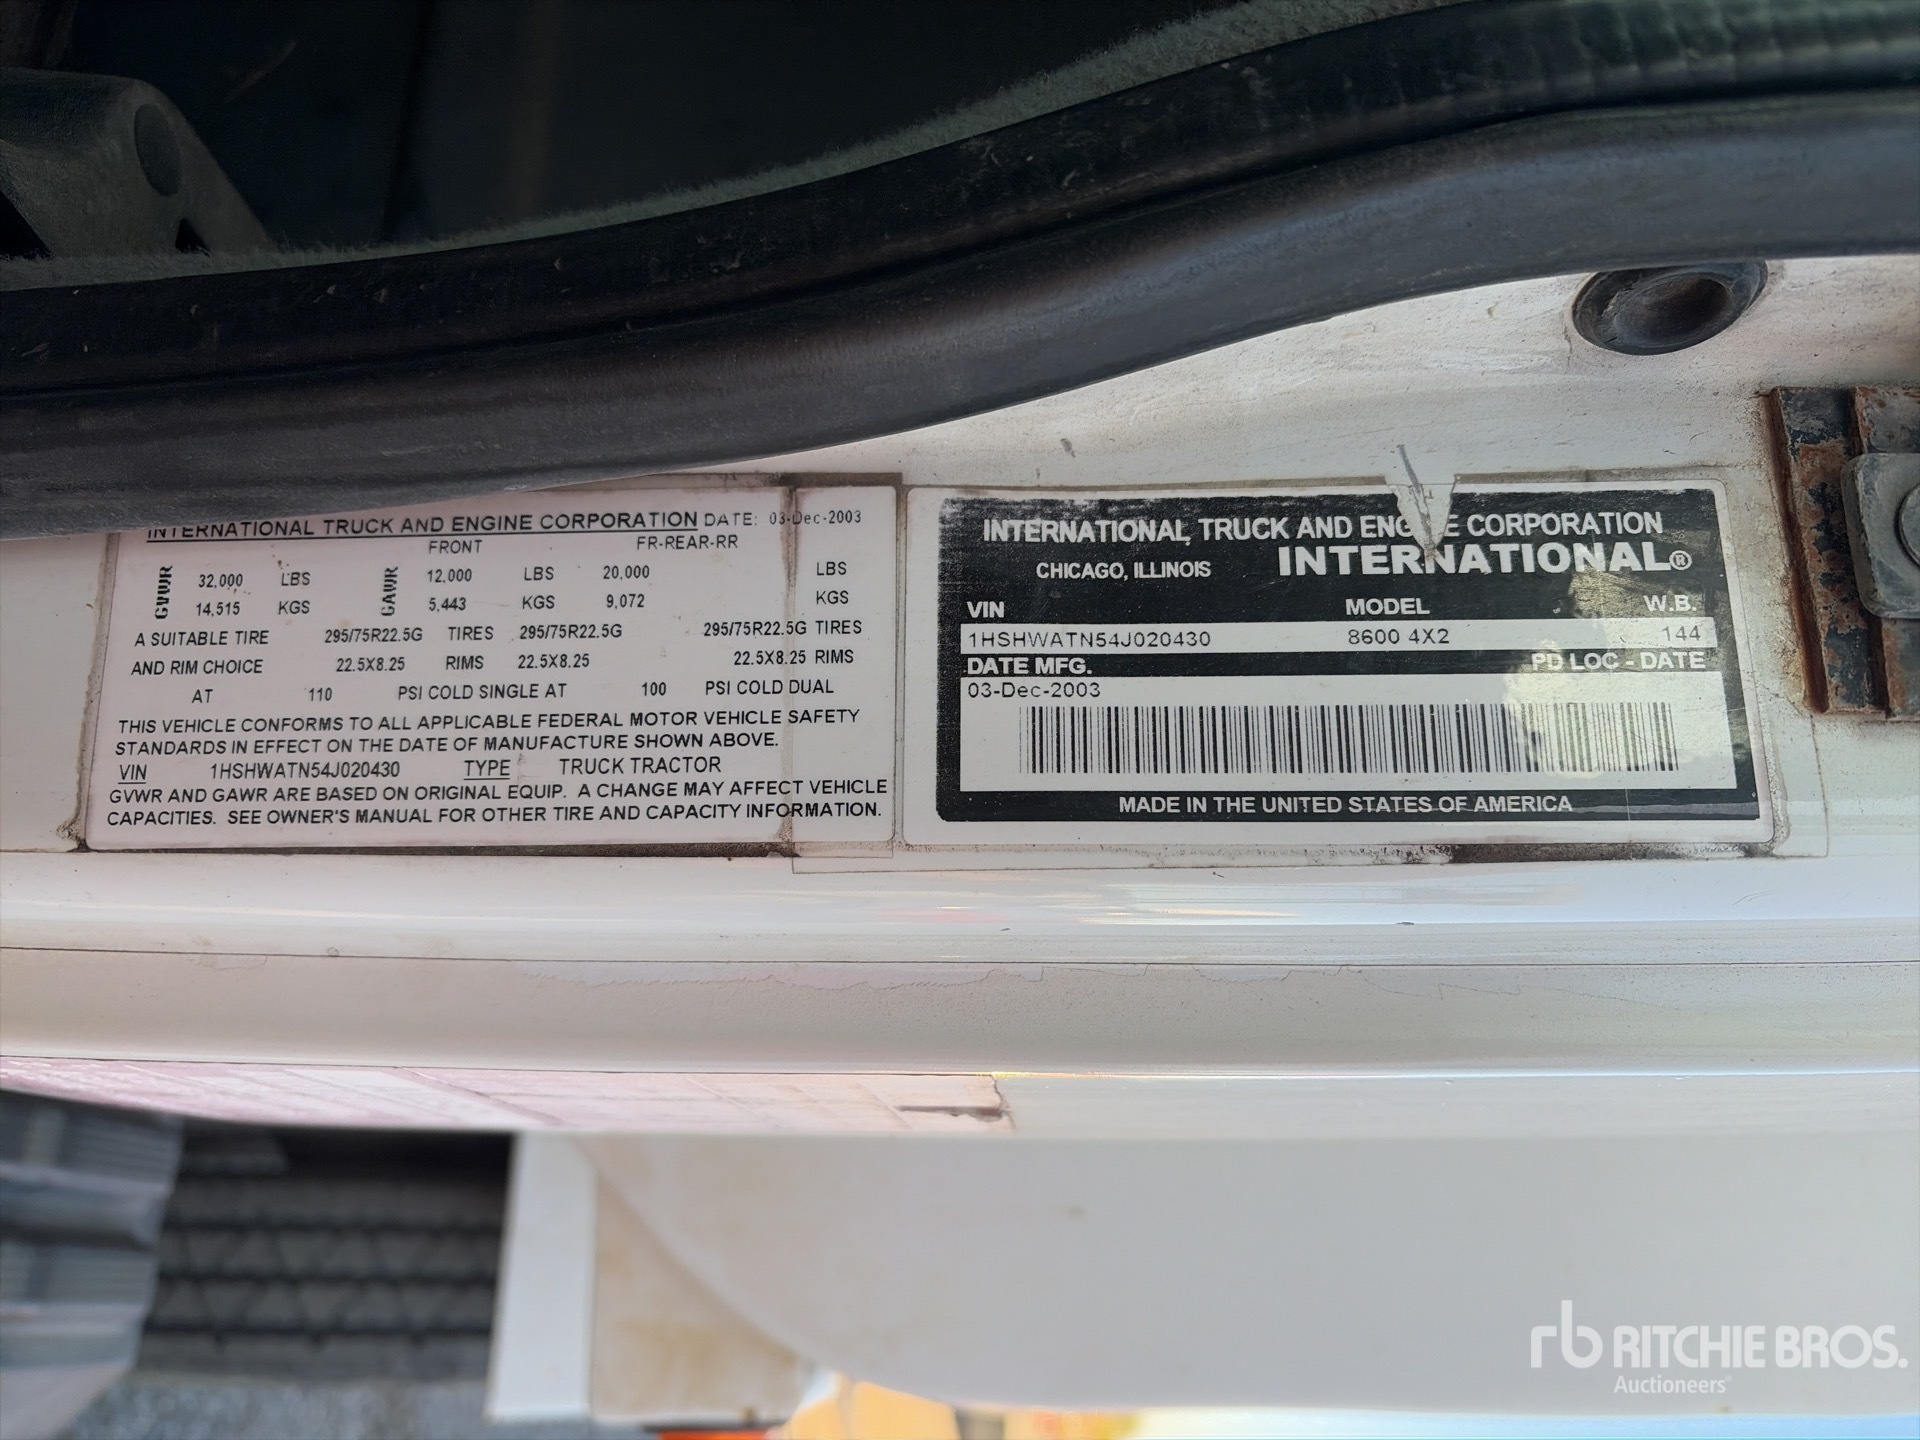 INTERNATIONAL TRUCK AND ENGINE CORPORATION DATE: 03-Dec-2003
FRONT FR-REAR-RR
GVWR 32,000 LBS GAWR 12,000 LBS 20,000 LBS
14,515 KGS 5,443 KGS 9,072 KGS
A SUITABLE TIRE 295/75R22.5G TIRES 295/75R22.5G 295/75R22.5G TIRES
AND RIM CHOICE 22.5X8.25 RIMS 22.5X8.25 22.5X8.25 RIMS
AT 110 PSI COLD SINGLE AT 100 PSI COLD DUAL
THIS VEHICLE CONFORMS TO ALL APPLICABLE FEDERAL MOTOR VEHICLE SAFETY
STANDARDS IN EFFECT ON THE DATE OF MANUFACTURE SHOWN ABOVE.
VIN 1HSHWATN54J020430 TYPE TRUCK TRACTOR
GVWR AND GAWR ARE BASED ON ORIGINAL EQUIP. A CHANGE MAY AFFECT VEHICLE
CAPACITIES. SEE OWNER'S MANUAL FOR OTHER TIRE AND CAPACITY INFORMATION.
INTERNATIONAL TRUCK AND ENGINE CORPORATION
CHICAGO, ILLINOIS INTERNATIONAL®
VIN MODEL W.B.
1HSHWATN54J020430 8600 4X2 144
DATE MFG. PD LOC - DATE
03-Dec-2003
MADE IN THE UNITED STATES OF AMERICA
rb RITCHIE BROS.
Auctioneers